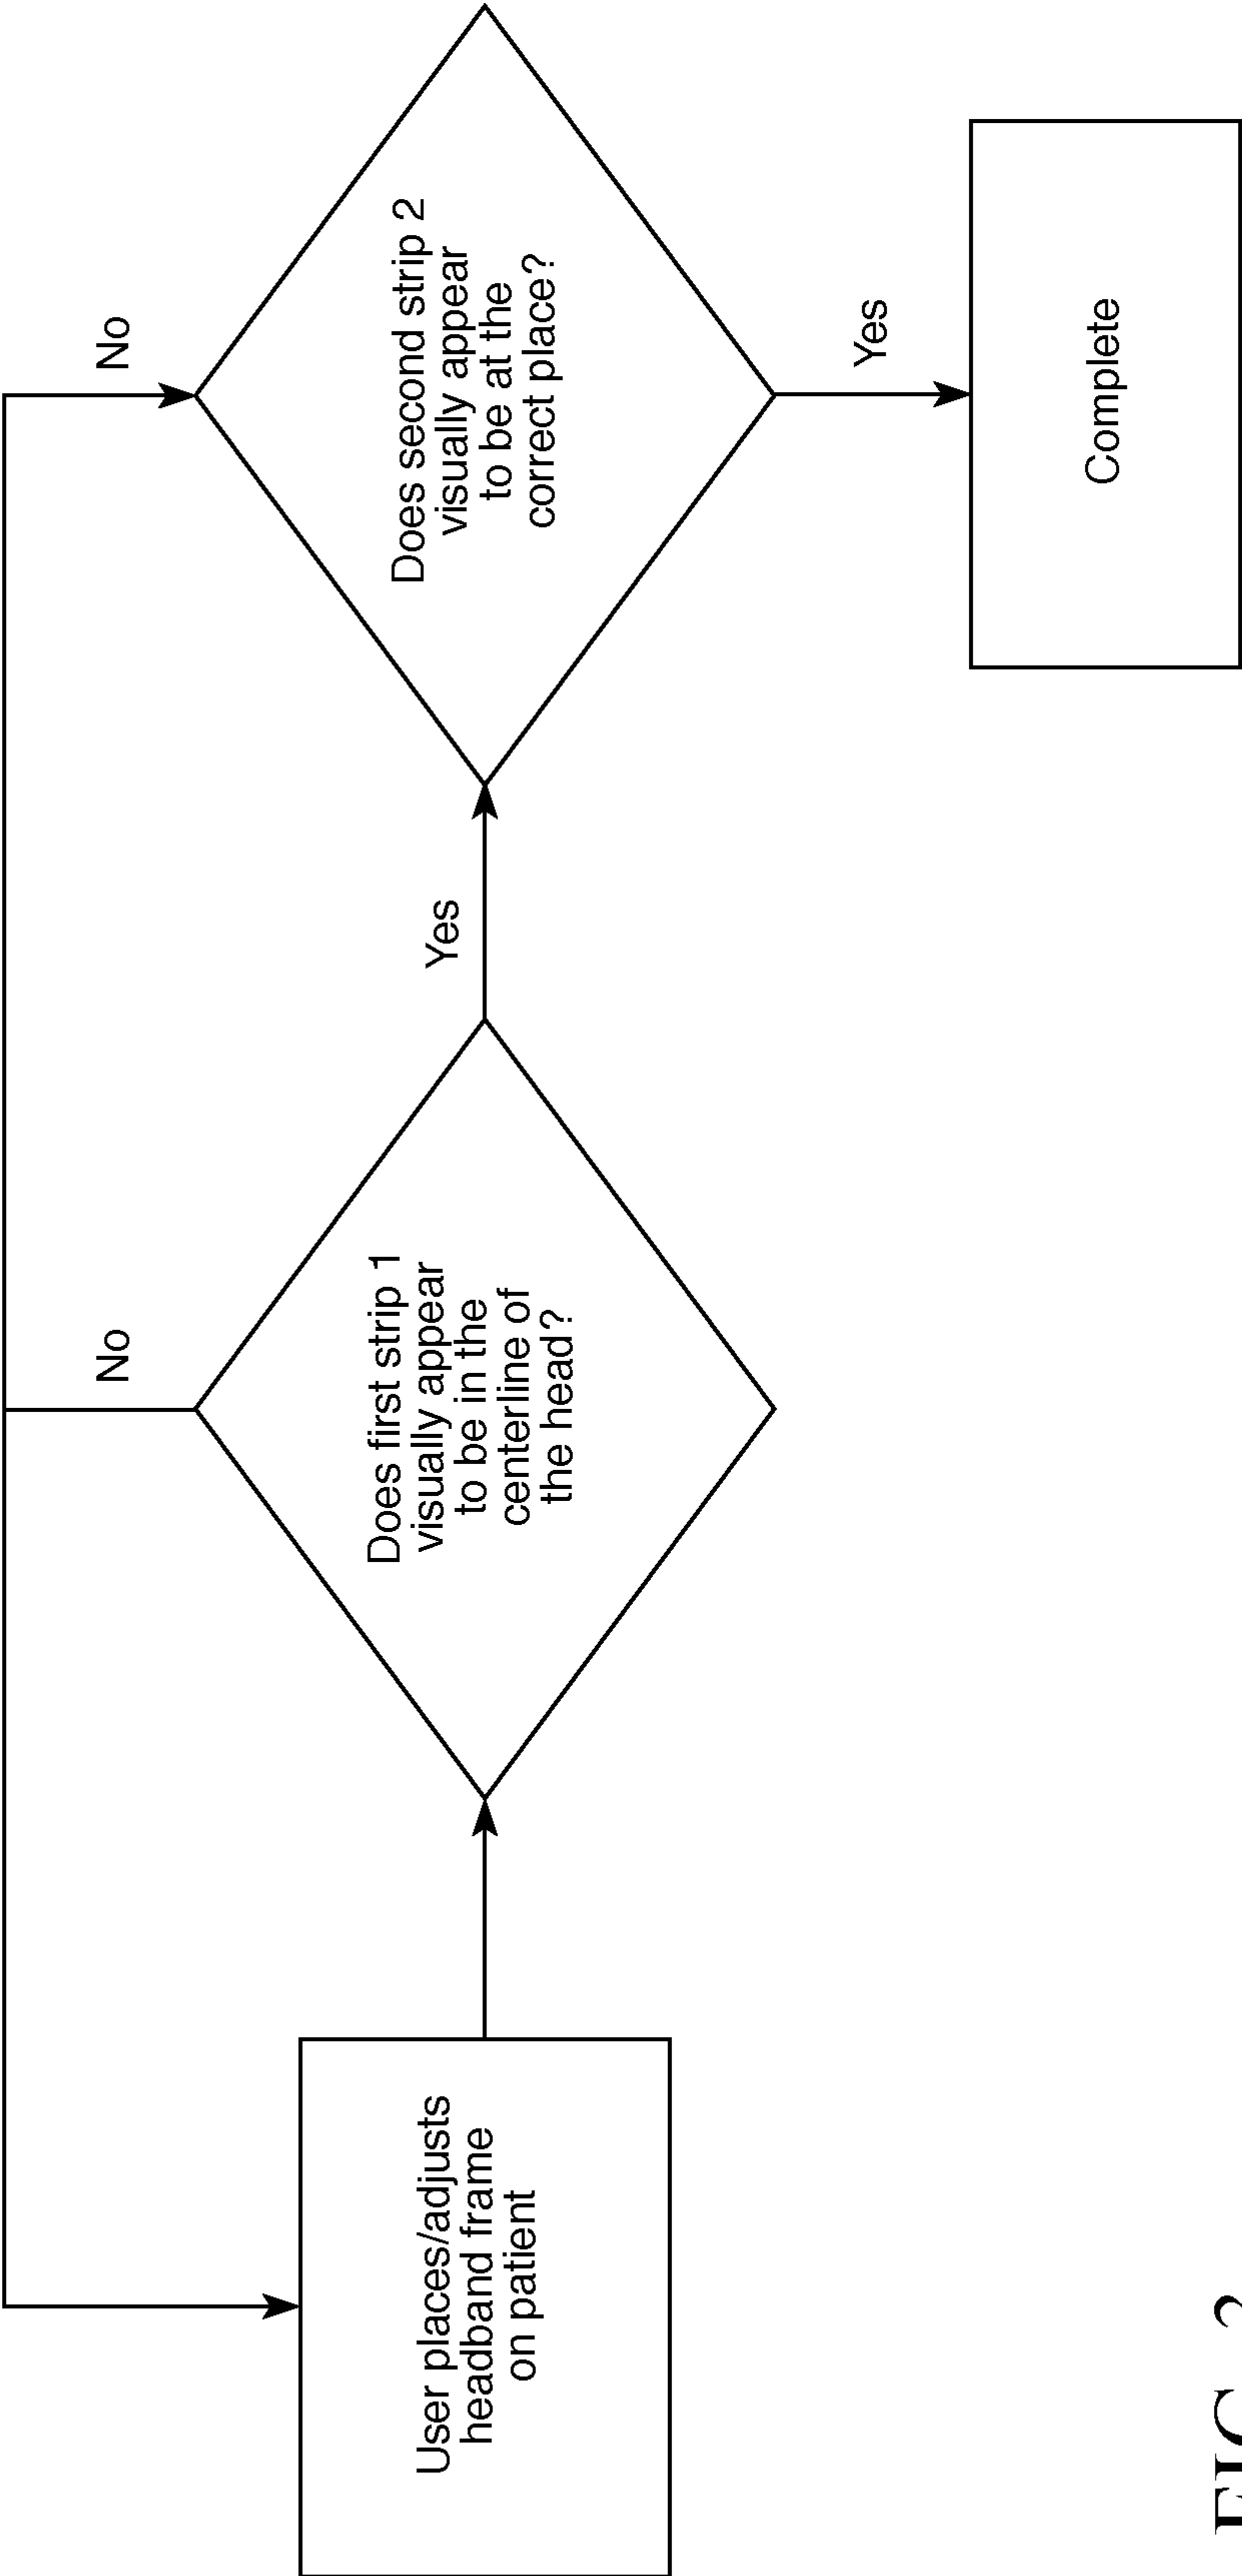 User places/adjusts
headband frame
on patient
No
Does first strip 1
visually appear
to be in the
centerline of
the head?
Yes
No
Does second strip 2
visually appear
to be at the
correct place?
Yes
Complete
FIG. 2